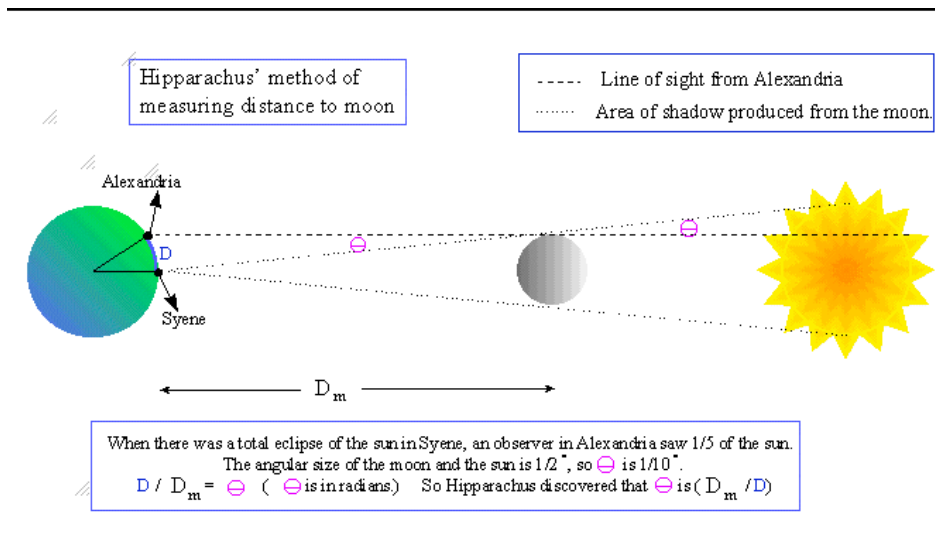 Hipparachus' method of
measuring distance to moon
Line of sight from Alexandria
Area of shadow produced from the moon.
Alexandria
D
Syene
⊖
⊖
D m
When there was a total eclipse of the sun in Syene, an observer in Alexandria saw 1/5 of the sun.
The angular size of the moon and the sun is 1/2 °, so ⊖ is 1/10 °.
D / D m = ⊖ ( ⊖ is in radians.) So Hipparachus discovered that ⊖ is ( D m / D )